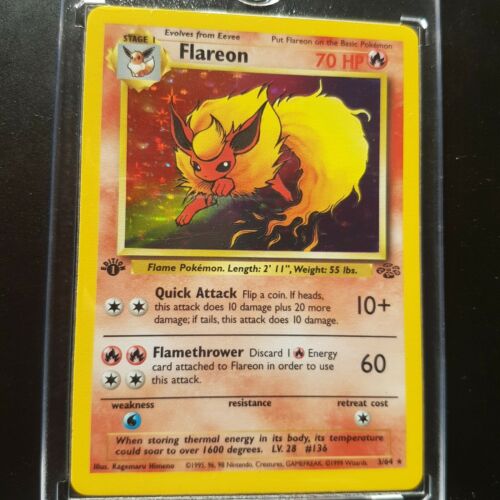 Evolves from Eevee Put Flareon on the Basic Pokémon
STAGE 1
Flareon 70 HP
EDITION
1
Flame Pokémon. Length: 2' 11", Weight: 55 lbs.
Quick Attack Flip a coin. If heads,
this attack does 10 damage plus 20 more
damage; if tails, this attack does 10 damage.
10+
Flamethrower Discard 1 Energy
card attached to Flareon in order to use
this attack.
60
weakness resistance retreat cost
When storing thermal energy in its body, its temperature
could soar to over 1600 degrees. LV. 28 #136
Illus. Kagemaru Himeno ©1995, 96, 98 Nintendo, Creatures, GAMEFREAK. ©1999 Wizards. 3/64 ★